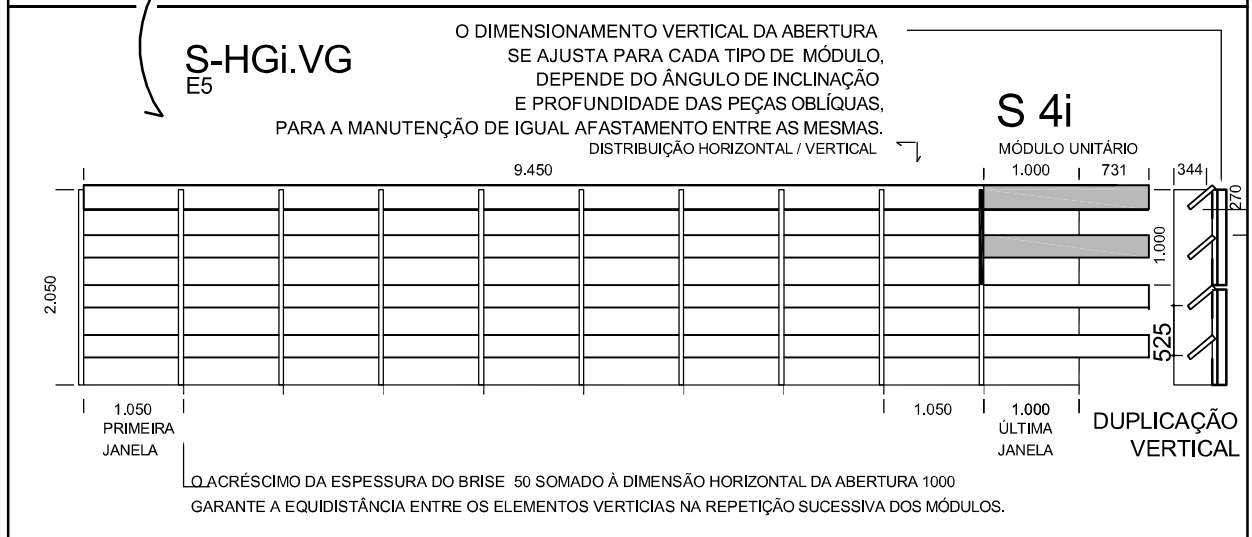 S-HGi.VG
E5
O DIMENSIONAMENTO VERTICAL DA ABERTURA
SE AJUSTA PARA CADA TIPO DE MÓDULO,
DEPENDE DO ÂNGULO DE INCLINAÇÃO
E PROFUNDIDADE DAS PEÇAS OBLÍQUAS,
PARA A MANUTENÇÃO DE IGUAL AFASTAMENTO ENTRE AS MESMAS.
DISTRIBUIÇÃO HORIZONTAL / VERTICAL
S 4i
MÓDULO UNITÁRIO
9.450
1.000
731
344
270
1.000
2.050
525
1.050
PRIMEIRA
JANELA
1.050
1.000
ÚLTIMA
JANELA
DUPLICAÇÃO
VERTICAL
O ACRÉSCIMO DA ESPESSURA DO BRISE 50 SOMADO À DIMENSÃO HORIZONTAL DA ABERTURA 1000
GARANTE A EQUIDISTÂNCIA ENTRE OS ELEMENTOS VERTICIAS NA REPETIÇÃO SUCESSIVA DOS MÓDULOS.